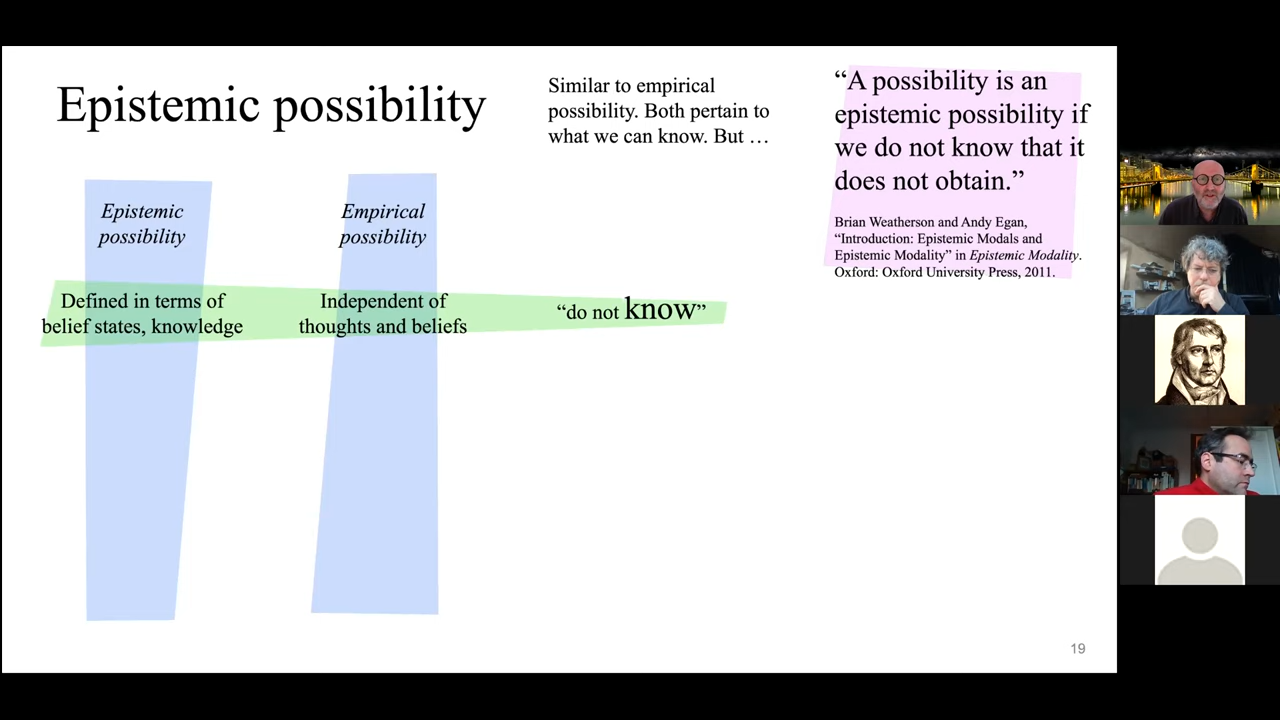 Epistemic possibility
Similar to empirical
possibility. Both pertain to
what we can know. But …
“A possibility is an
epistemic possibility if
we do not know that it
does not obtain.”
Brian Weatherson and Andy Egan,
“Introduction: Epistemic Modals and
Epistemic Modality” in Epistemic Modality.
Oxford: Oxford University Press, 2011.
Epistemic
possibility
Empirical
possibility
Defined in terms of
belief states, knowledge
Independent of
thoughts and beliefs
“do not know”
19